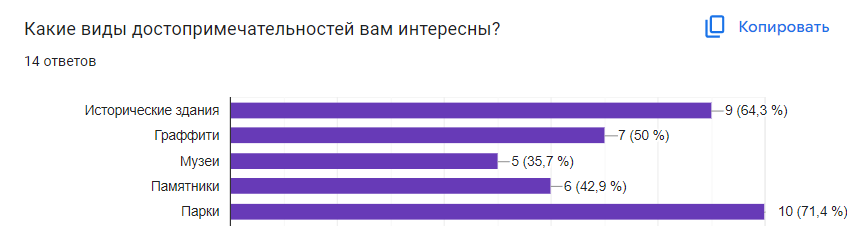 Какие виды достопримечательностей вам интересны?
Копировать
14 ответов
Исторические здания 9 (64,3 %)
Граффити 7 (50 %)
Музеи 5 (35,7 %)
Памятники 6 (42,9 %)
Парки 10 (71,4 %)